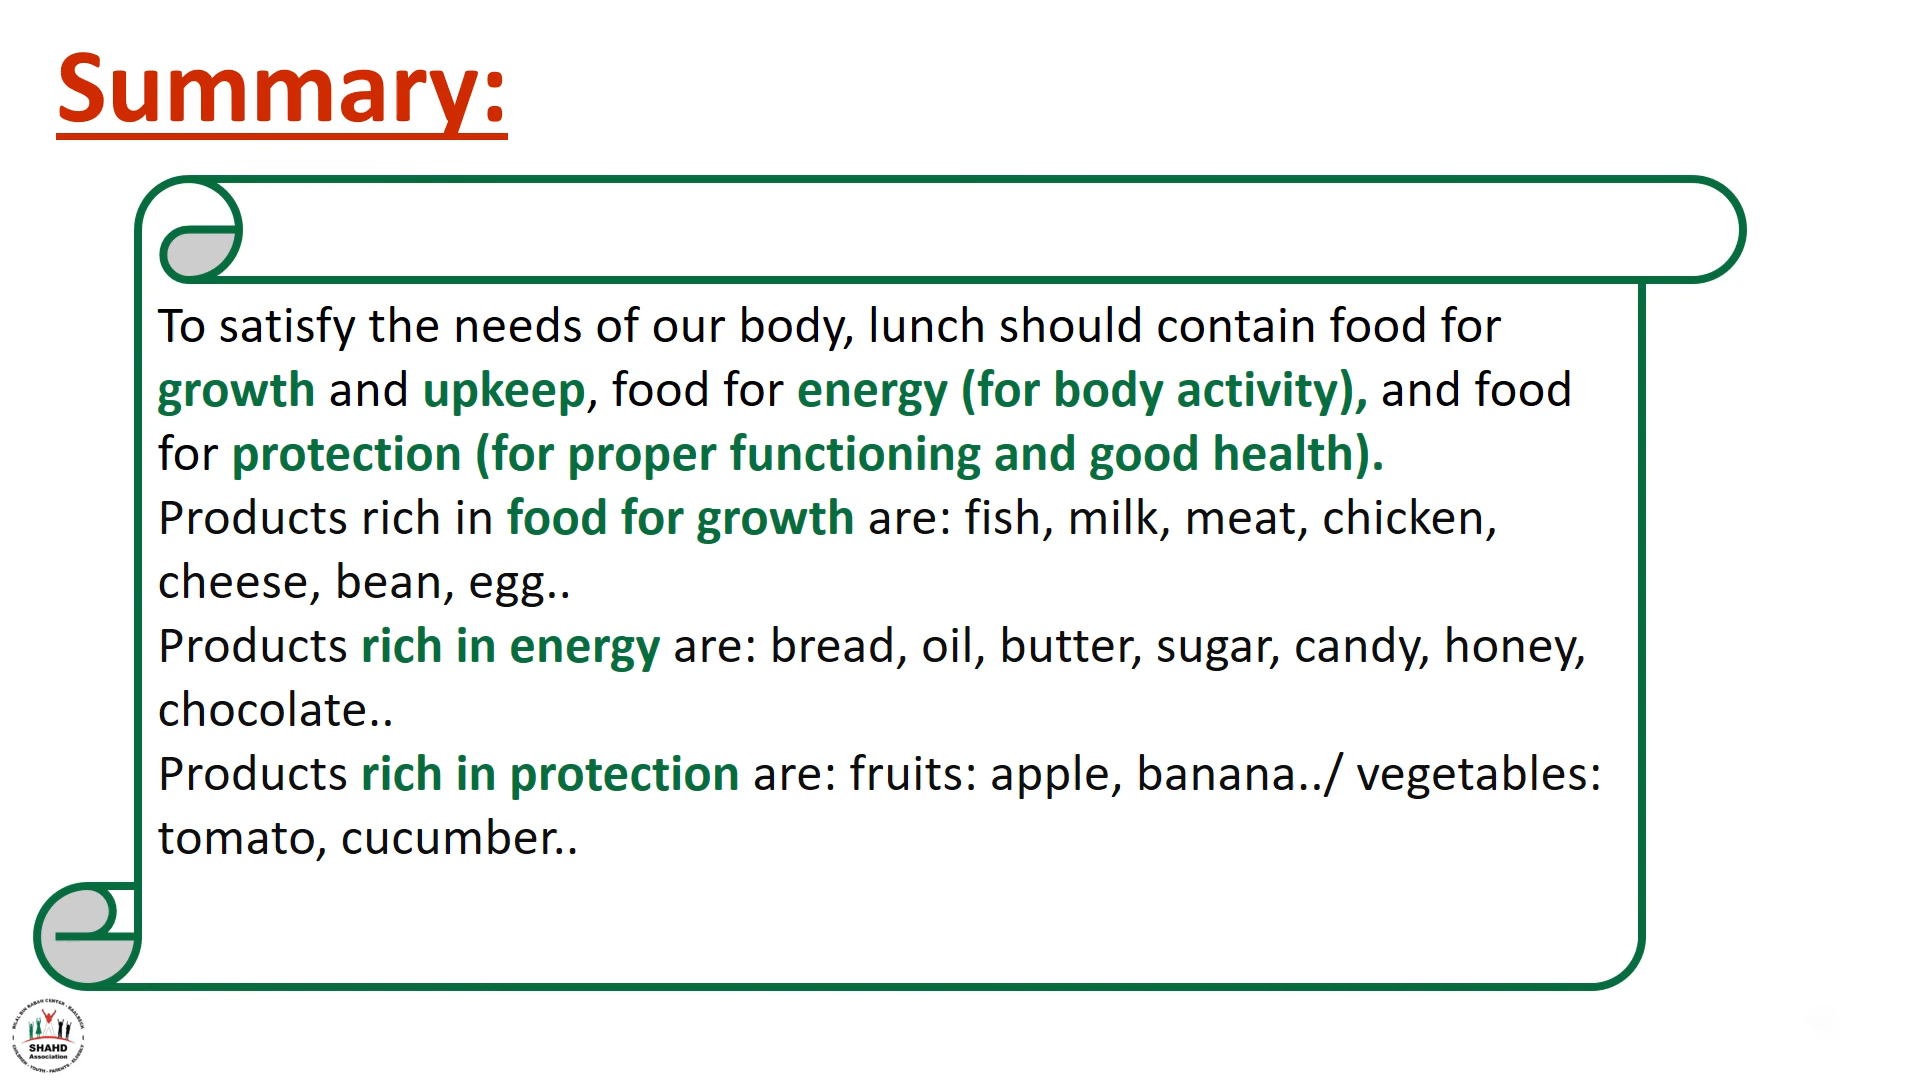 Summary:
To satisfy the needs of our body, lunch should contain food for
growth and upkeep, food for energy (for body activity), and food
for protection (for proper functioning and good health).
Products rich in food for growth are: fish, milk, meat, chicken,
cheese, bean, egg..
Products rich in energy are: bread, oil, butter, sugar, candy, honey,
chocolate..
Products rich in protection are: fruits: apple, banana../ vegetables:
tomato, cucumber..
SHAHD
Association